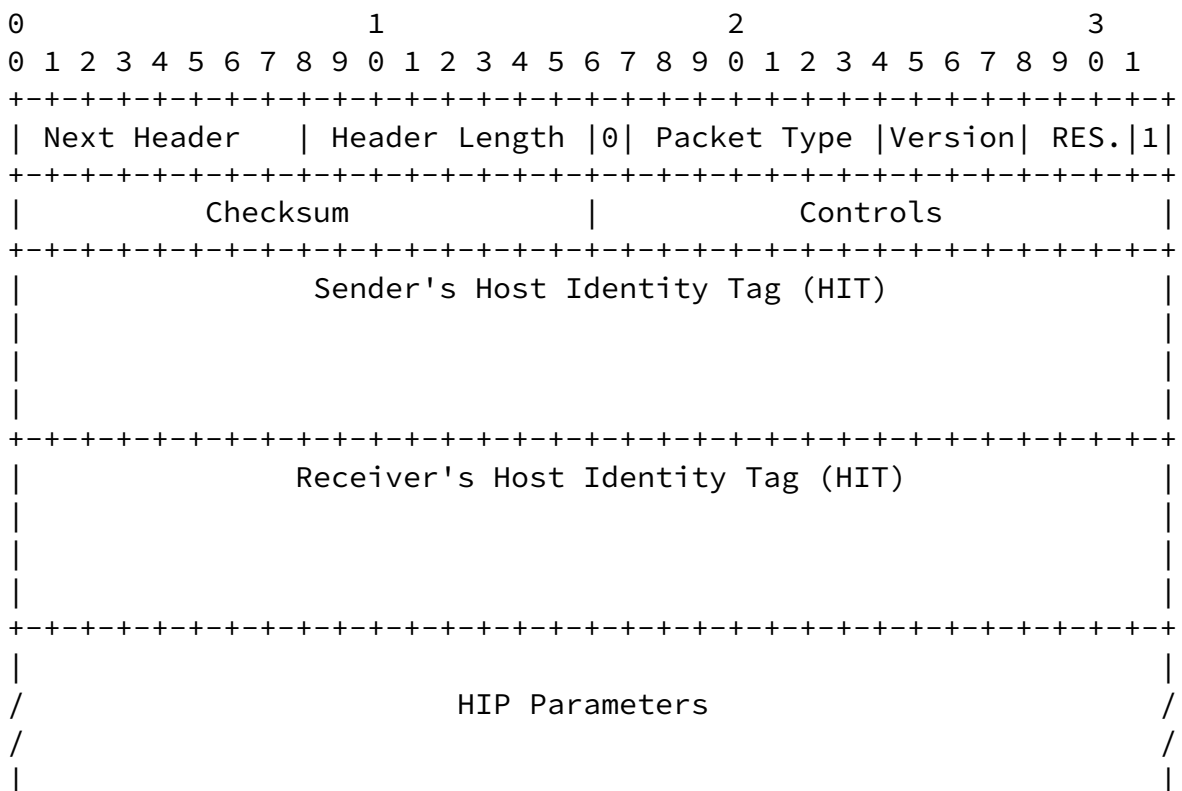 0                   1                   2                   3
0 1 2 3 4 5 6 7 8 9 0 1 2 3 4 5 6 7 8 9 0 1 2 3 4 5 6 7 8 9 0 1
+-+-+-+-+-+-+-+-+-+-+-+-+-+-+-+-+-+-+-+-+-+-+-+-+-+-+-+-+-+-+-+-+
| Next Header   | Header Length |0| Packet Type |Version| RES.|1|
+-+-+-+-+-+-+-+-+-+-+-+-+-+-+-+-+-+-+-+-+-+-+-+-+-+-+-+-+-+-+-+-+
|          Checksum             |           Controls            |
+-+-+-+-+-+-+-+-+-+-+-+-+-+-+-+-+-+-+-+-+-+-+-+-+-+-+-+-+-+-+-+-+
|                Sender's Host Identity Tag (HIT)               |
|                                                               |
|                                                               |
|                                                               |
+-+-+-+-+-+-+-+-+-+-+-+-+-+-+-+-+-+-+-+-+-+-+-+-+-+-+-+-+-+-+-+-+
|               Receiver's Host Identity Tag (HIT)              |
|                                                               |
|                                                               |
|                                                               |
+-+-+-+-+-+-+-+-+-+-+-+-+-+-+-+-+-+-+-+-+-+-+-+-+-+-+-+-+-+-+-+-+
|                                                               |
/                        HIP Parameters                         /
/                                                               /
|                                                               |